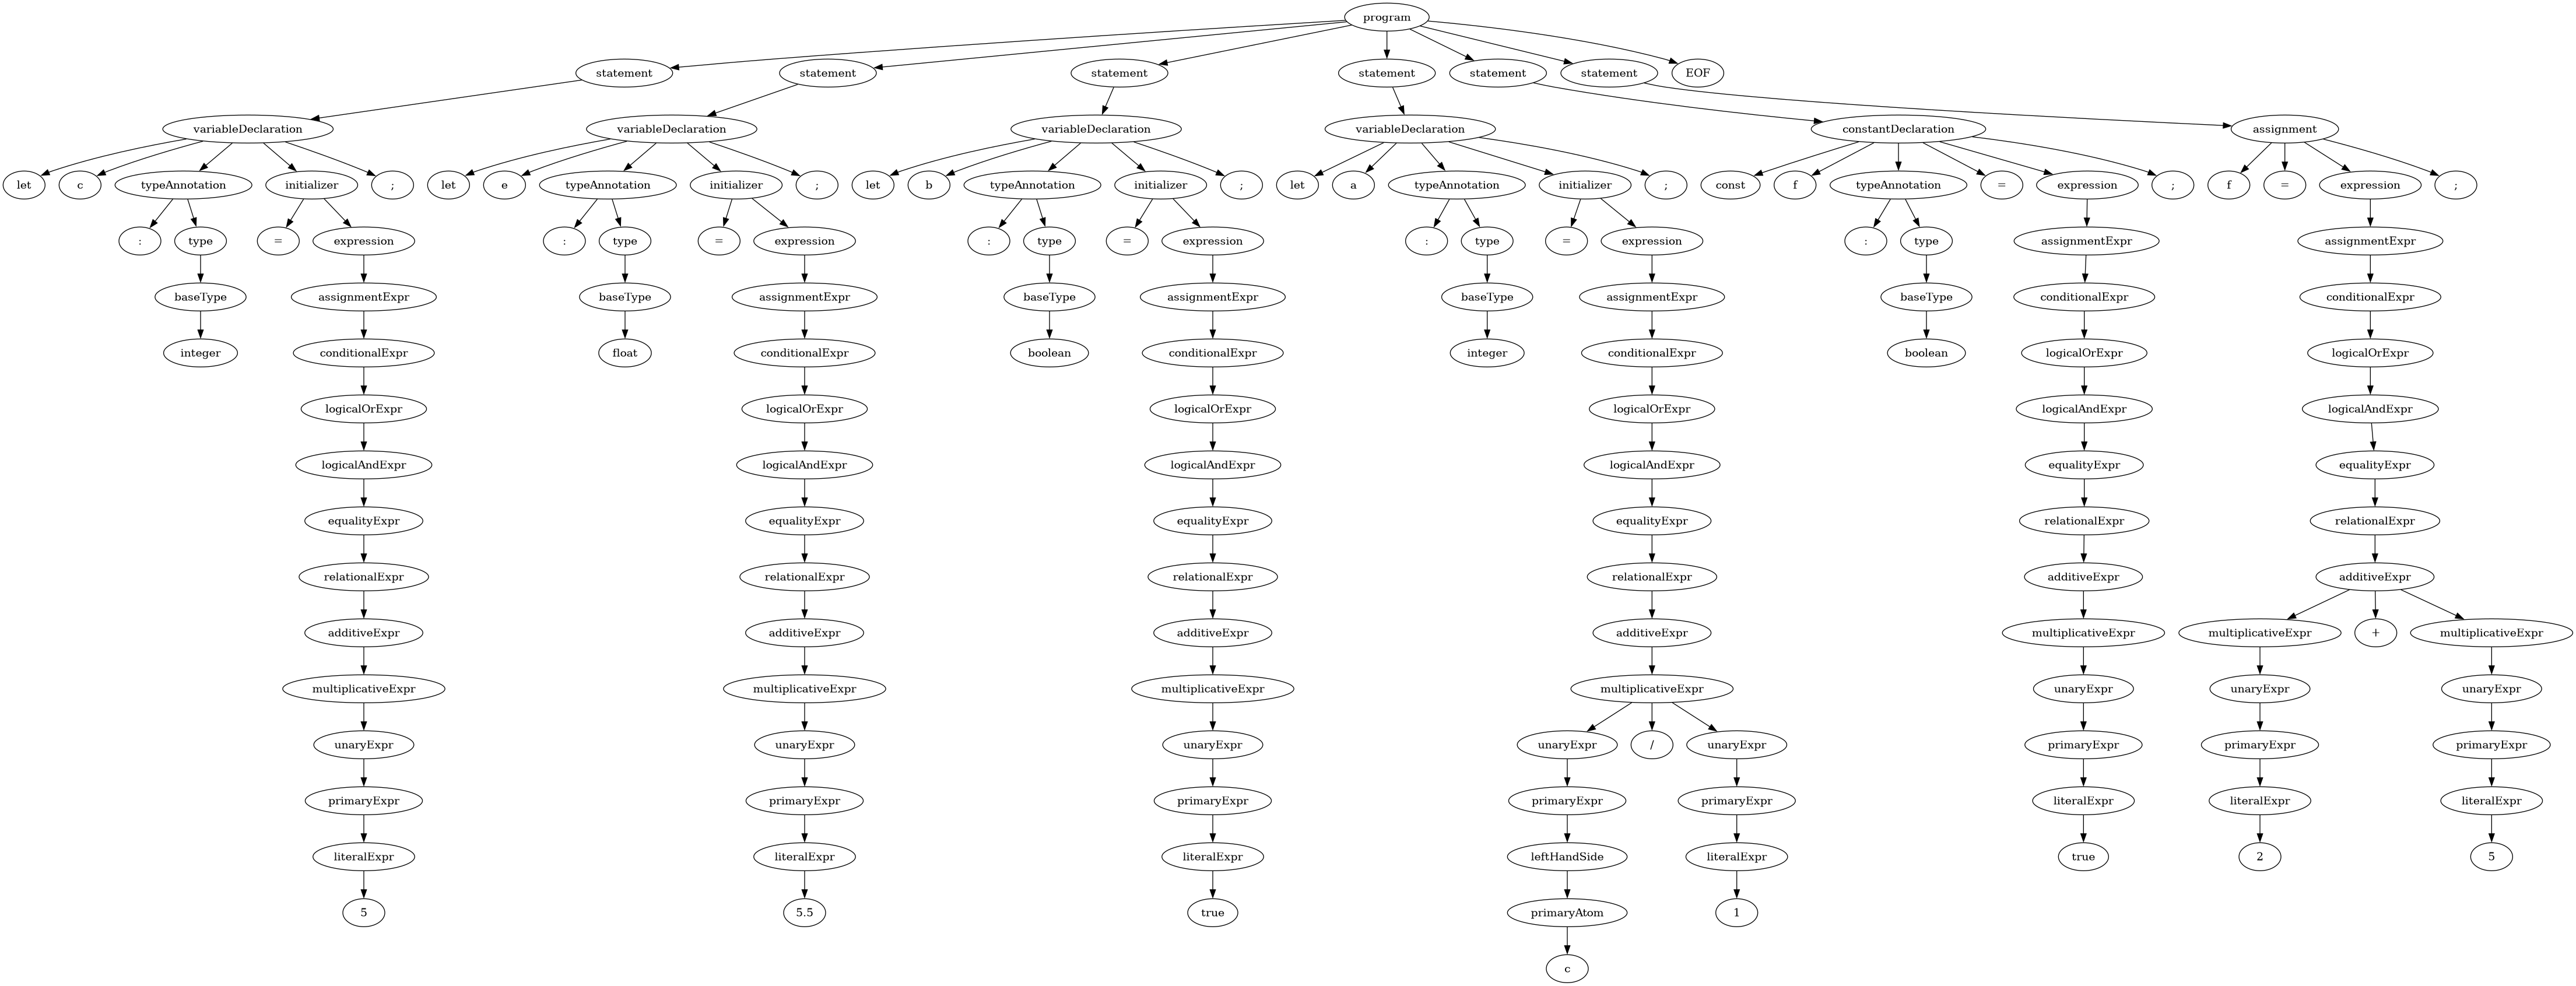 program
statement statement statement statement statement statement EOF
variableDeclaration variableDeclaration variableDeclaration variableDeclaration constantDeclaration assignment
let c typeAnnotation initializer ; let e typeAnnotation initializer ; let b typeAnnotation initializer ; let a typeAnnotation initializer ; const f typeAnnotation = expression ; f = expression ;
: type = expression : type = expression : type = expression : type = expression : type assignmentExpr assignmentExpr
baseType assignmentExpr baseType assignmentExpr baseType assignmentExpr baseType assignmentExpr baseType conditionalExpr conditionalExpr
integer conditionalExpr float conditionalExpr boolean conditionalExpr integer conditionalExpr boolean logicalOrExpr logicalOrExpr
logicalOrExpr logicalOrExpr logicalOrExpr logicalOrExpr logicalAndExpr logicalAndExpr
logicalAndExpr logicalAndExpr logicalAndExpr logicalAndExpr equalityExpr equalityExpr
equalityExpr equalityExpr equalityExpr equalityExpr relationalExpr relationalExpr
relationalExpr relationalExpr relationalExpr relationalExpr additiveExpr additiveExpr
additiveExpr additiveExpr additiveExpr additiveExpr multiplicativeExpr multiplicativeExpr + multiplicativeExpr
multiplicativeExpr multiplicativeExpr multiplicativeExpr multiplicativeExpr unaryExpr unaryExpr unaryExpr
unaryExpr unaryExpr unaryExpr unaryExpr / unaryExpr primaryExpr primaryExpr primaryExpr
primaryExpr primaryExpr primaryExpr primaryExpr primaryExpr literalExpr literalExpr literalExpr
literalExpr literalExpr literalExpr leftHandSide literalExpr true 2 5
5 5.5 true primaryAtom 1
c